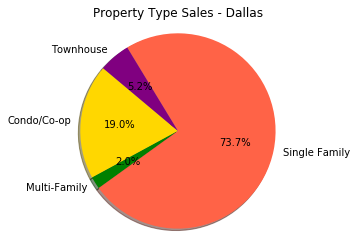 Property Type Sales - Dallas
Townhouse
5.2%
Condo/Co-op
19.0%
73.7%
Single Family
2.0%
Multi-Family